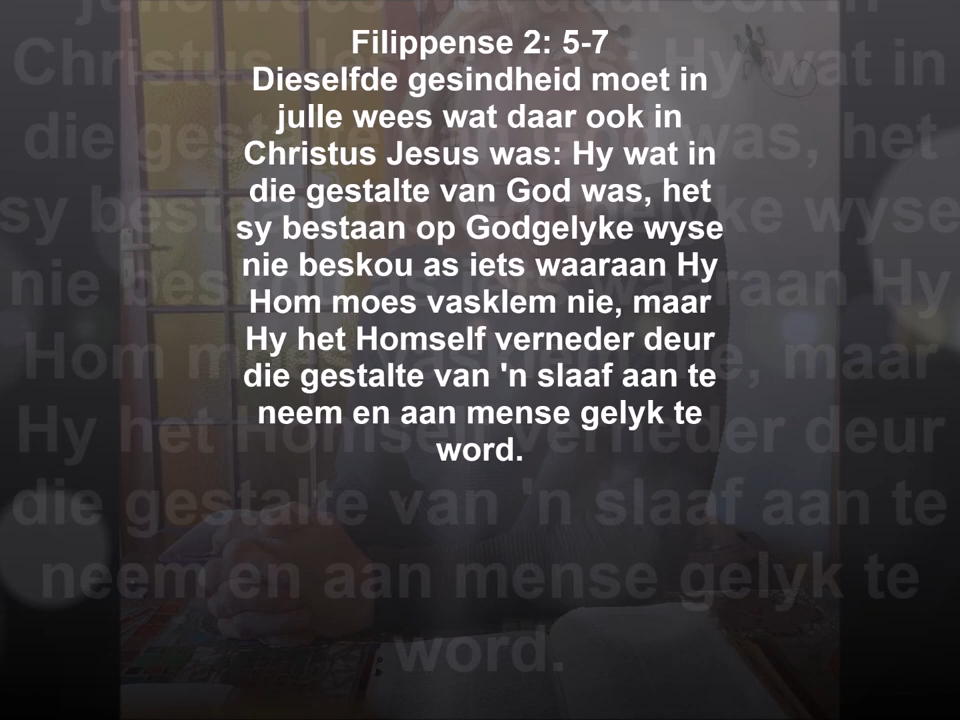 Filippense 2: 5-7
Dieselfde gesindheid moet in
julle wees wat daar ook in
Christus Jesus was: Hy wat in
die gestalte van God was, het
sy bestaan op Godgelyke wyse
nie beskou as iets waaraan Hy
Hom moes vasklem nie, maar
Hy het Homself verneder deur
die gestalte van 'n slaaf aan te
neem en aan mense gelyk te
word.